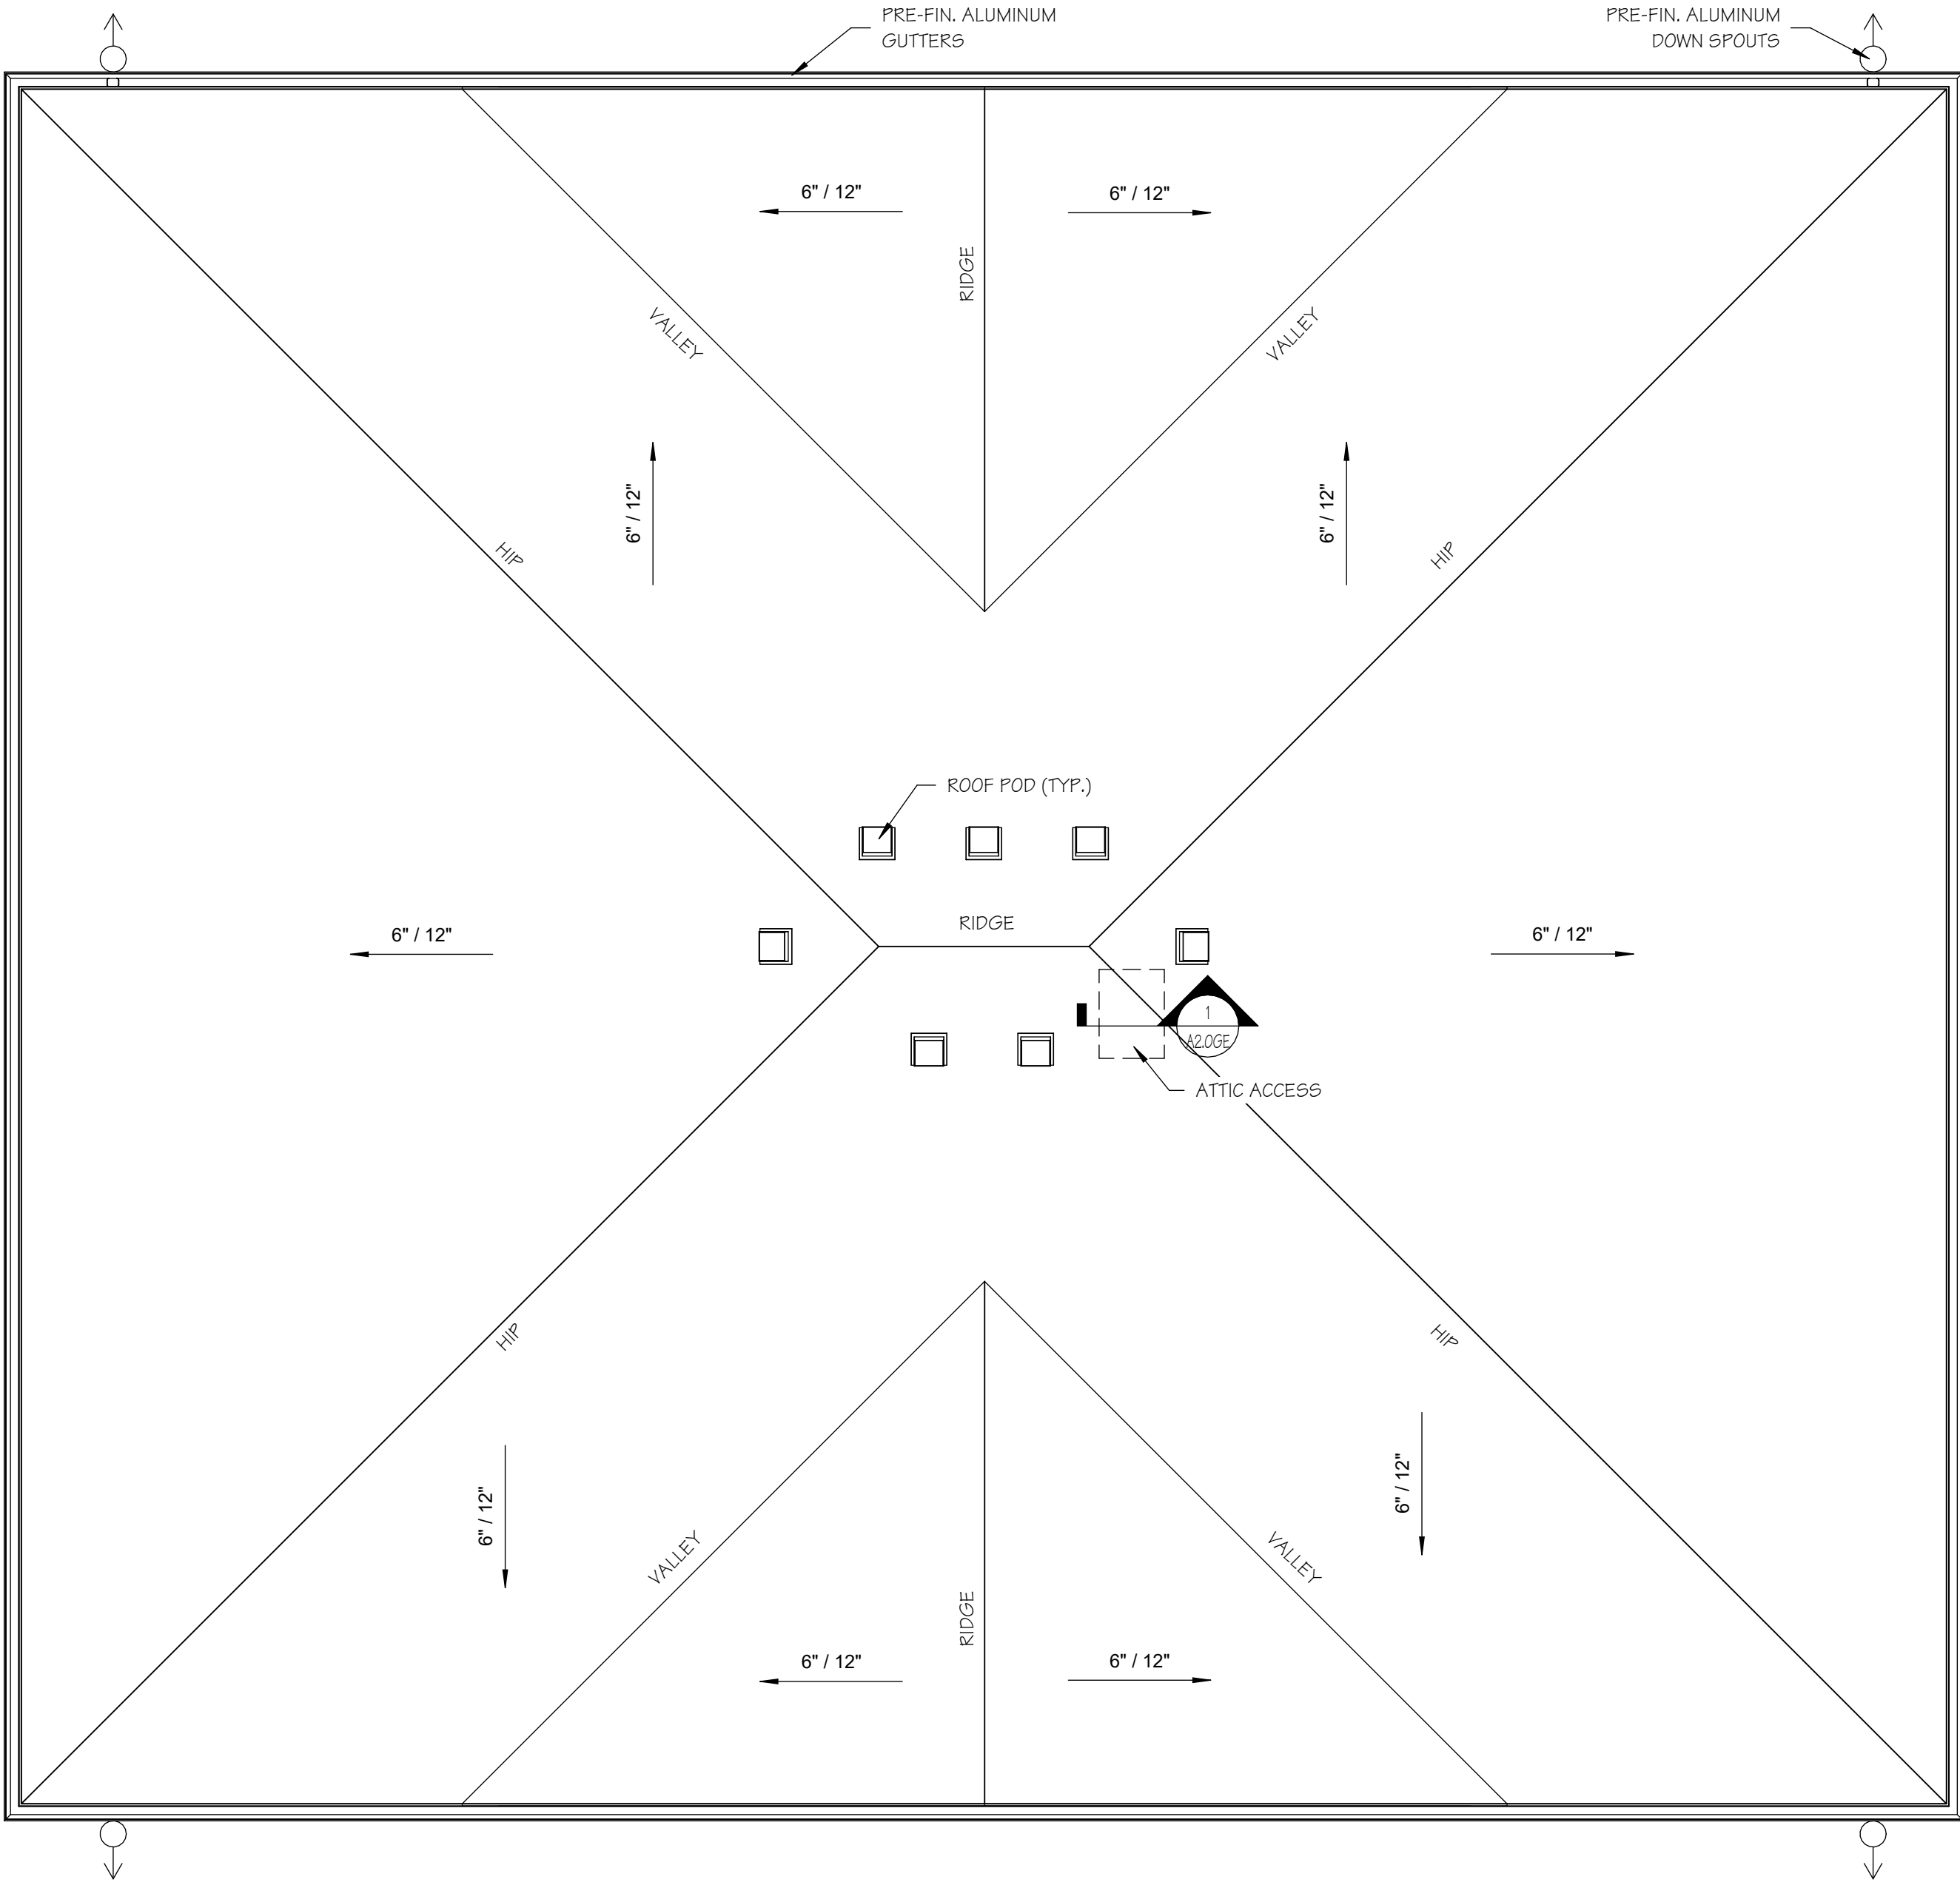 PRE-FIN. ALUMINUM
GUTTERS
PRE-FIN. ALUMINUM
DOWN SPOUTS
6" / 12"
6" / 12"
RIDGE
VALLEY
VALLEY
6" / 12"
6" / 12"
HIP
HIP
ROOF POD (TYP.)
RIDGE
6" / 12"
6" / 12"
1
A2.0GE
ATTIC ACCESS
HIP
HIP
6" / 12"
6" / 12"
VALLEY
VALLEY
RIDGE
6" / 12"
6" / 12"